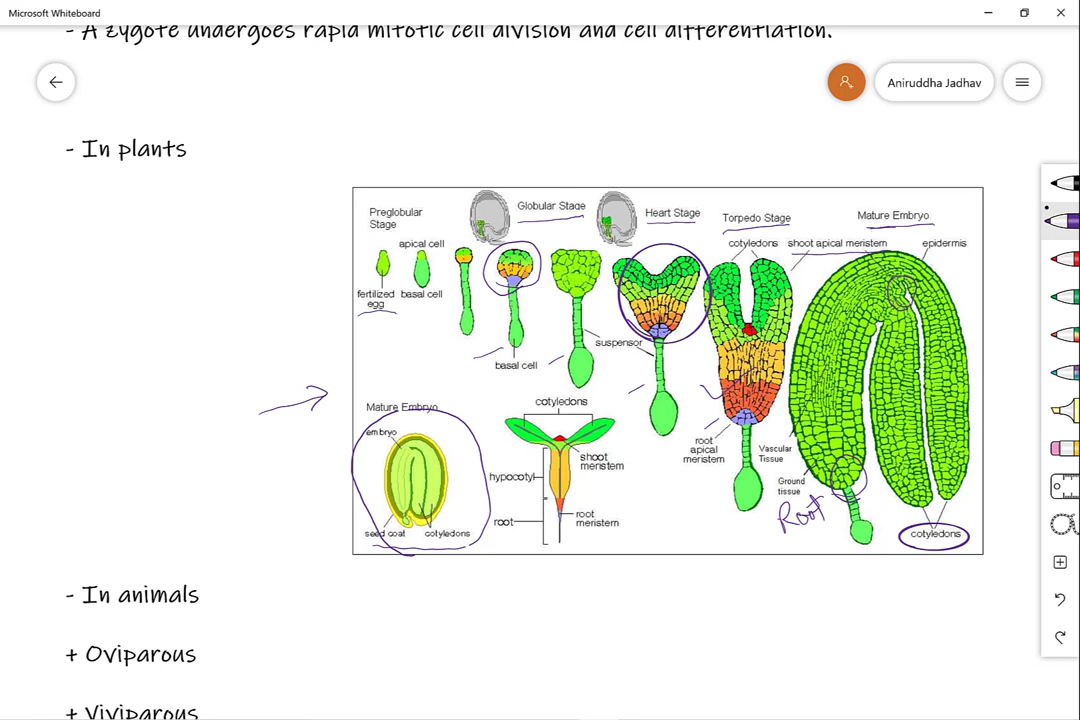 Microsoft Whiteboard
- A zygote undergoes rapid mitotic cell division and cell differentiation.
Aniruddha Jadhav
- In plants
Preglobular Stage
Globular Stage
Heart Stage
Torpedo Stage
Mature Embryo
apical cell
cotyledons
shoot apical meristem
epidermis
fertilized egg
basal cell
suspensor
basal cell
Mature Embryo
cotyledons
embryo
shoot meristem
root apical meristem
Vascular Tissue
hypocotyl
Ground tissue
Root
root
root meristem
seed coat
cotyledons
cotyledons
- In animals
+ Oviparous
+ Viviparous